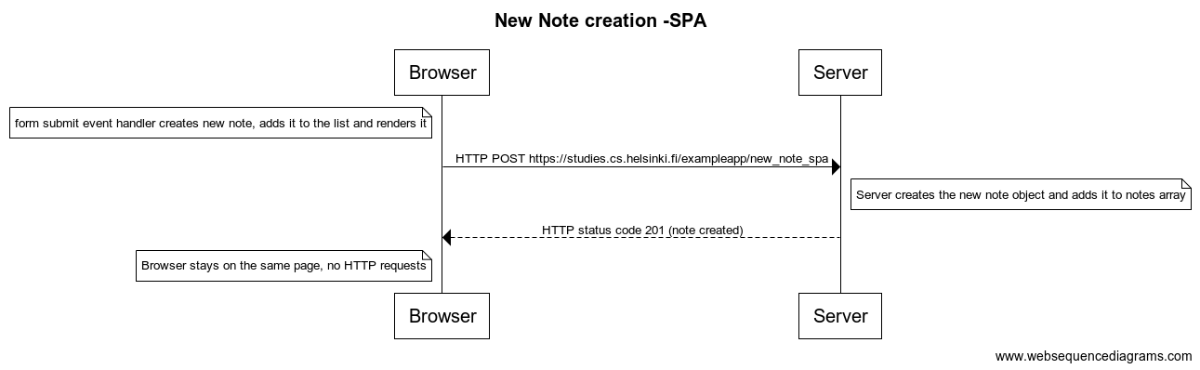 New Note creation -SPA
Browser
Server
form submit event handler creates new note, adds it to the list and renders it
HTTP POST https://studies.cs.helsinki.fi/exampleapp/new_note_spa
Server creates the new note object and adds it to notes array
HTTP status code 201 (note created)
Browser stays on the same page, no HTTP requests
Browser
Server
www.websequencediagrams.com